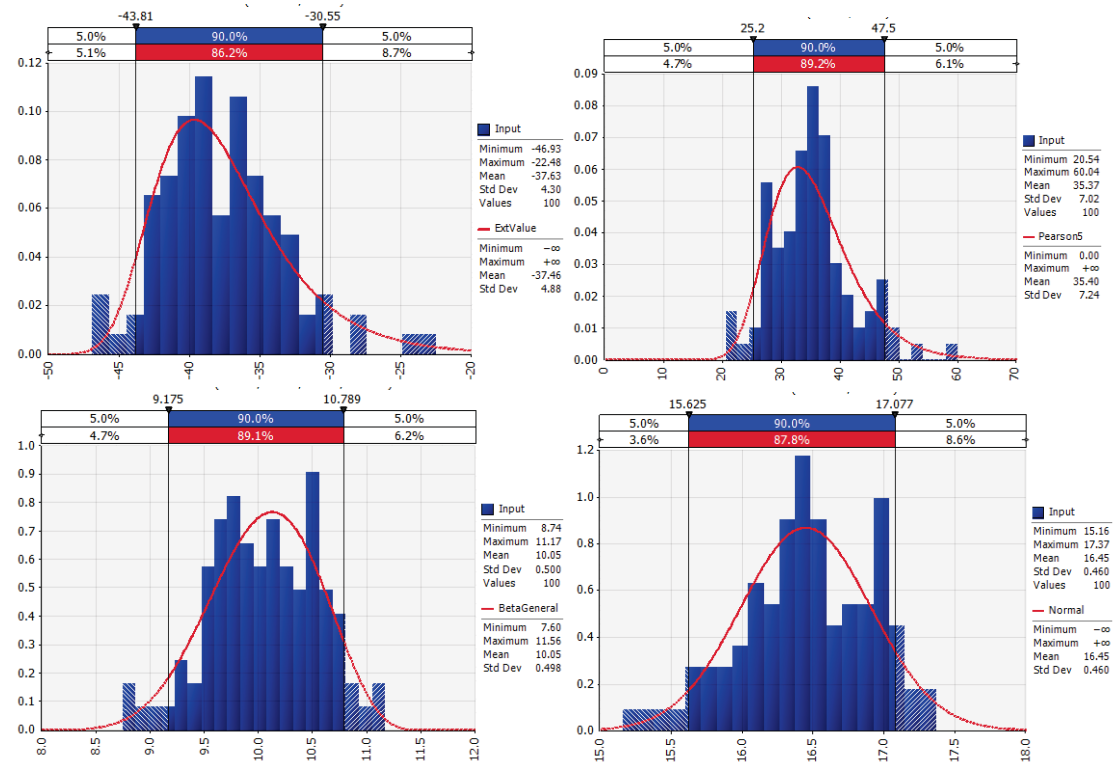 -43.81 -30.55
5.0% 90.0% 5.0%
5.1% 86.2% 8.7%
0.12
0.10
0.08
0.06
0.04
0.02
0.00
-50 -45 -40 -35 -30 -25 -20
Input
Minimum -46.93
Maximum -22.48
Mean -37.63
Std Dev 4.30
Values 100
ExtValue
Minimum −∞
Maximum +∞
Mean -37.46
Std Dev 4.88
25.2 47.5
5.0% 90.0% 5.0%
4.7% 89.2% 6.1%
0.09
0.08
0.07
0.06
0.05
0.04
0.03
0.02
0.01
0.00
0 10 20 30 40 50 60 70
Input
Minimum 20.54
Maximum 60.04
Mean 35.37
Std Dev 7.02
Values 100
Pearson5
Minimum 0.00
Maximum +∞
Mean 35.40
Std Dev 7.24
9.175 10.789
5.0% 90.0% 5.0%
4.7% 89.1% 6.2%
1.0
0.9
0.8
0.7
0.6
0.5
0.4
0.3
0.2
0.1
0.0
8.0 8.5 9.0 9.5 10.0 10.5 11.0 11.5 12.0
Input
Minimum 8.74
Maximum 11.17
Mean 10.05
Std Dev 0.500
Values 100
BetaGeneral
Minimum 7.60
Maximum 11.56
Mean 10.05
Std Dev 0.498
15.625 17.077
5.0% 90.0% 5.0%
3.6% 87.8% 8.6%
1.2
1.0
0.8
0.6
0.4
0.2
0.0
15.0 15.5 16.0 16.5 17.0 17.5 18.0
Input
Minimum 15.16
Maximum 17.37
Mean 16.45
Std Dev 0.460
Values 100
Normal
Minimum −∞
Maximum +∞
Mean 16.45
Std Dev 0.460